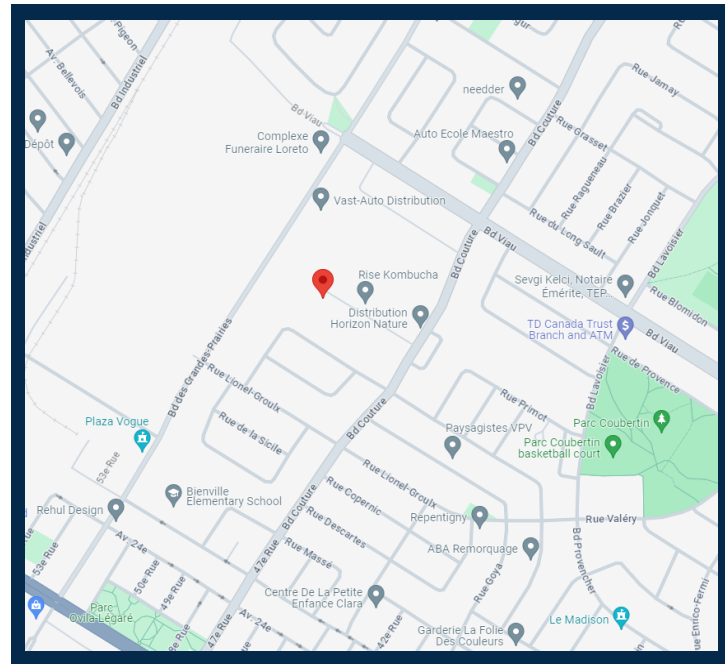 Pigeon
Av. Bellevois
Bd Industriel
gur
needder
Rue Jamay
Bd Viau
Bd Couture
Rue Grasset
Dépôt
Complexe
Funeraire Loreto
Auto Ecole Maestro
Rue Ragueneau
Rue Brazier
Rue Jonquet
Vast-Auto Distribution
Rue du Long Sault
Bd Viau
Bd Lavoisier
ndustriel
Bd Couture
Rise Kombucha
Sevgi Kelci, Notaire
Émérite, TEP...
Rue Blomidon
Distribution
Horizon Nature
TD Canada Trust
Branch and ATM
Bd Viau
Bd des Grandes-Prairies
Rue de Provence
Rue Lionel-Groulx
Bd Lavoisier
Rue Primot
Plaza Vogue
Rue de la Sicile
Bd Couture
Paysagistes VPV
Parc Coubertin
Parc Coubertin
basketball court
53e Rue
Rue Lionel-Groulx
Bienville
Elementary School
Rue Copernic
Rehul Design
Bd Couture
Rue Descartes
Repentigny
Rue Valéry
Av. 24e
Rue Massé
ABA Remorquage
Bd Provencher
53e Rue
50e Rue
49e Rue
47e Rue
Rue Goya
Centre De La Petite
Enfance Clara
Parc
Ovila-Légaré
Av. 24e
47e Rue
42e Rue
Garderie La Folie
Des Couleurs
Le Madison
ue Enrico-Fermi